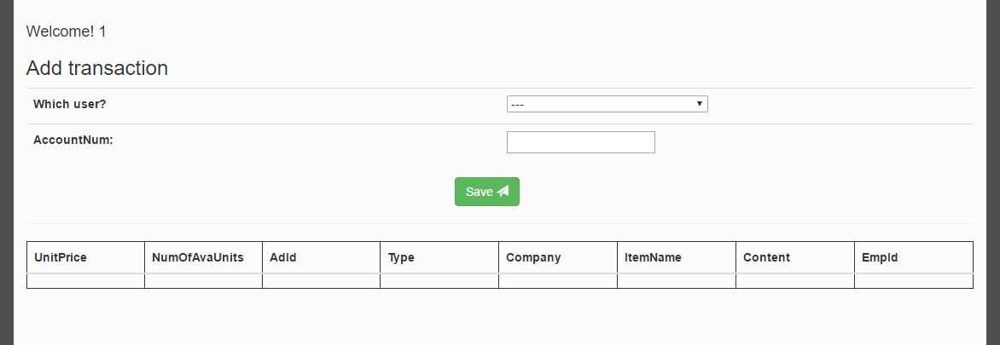 Welcome! 1
Add transaction
Which user? ---
AccountNum:
Save
UnitPrice NumOfAvaUnits AdId Type Company ItemName Content EmpId